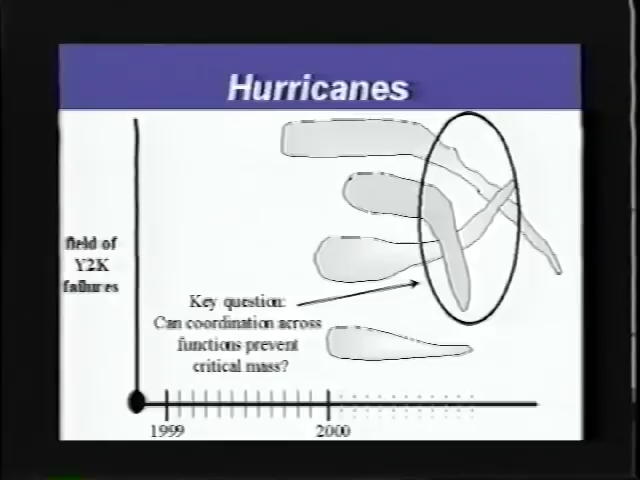 Hurricanes
field of
Y2K
failures
Key question:
Can coordination across
functions prevent
critical mass?
1999
2000